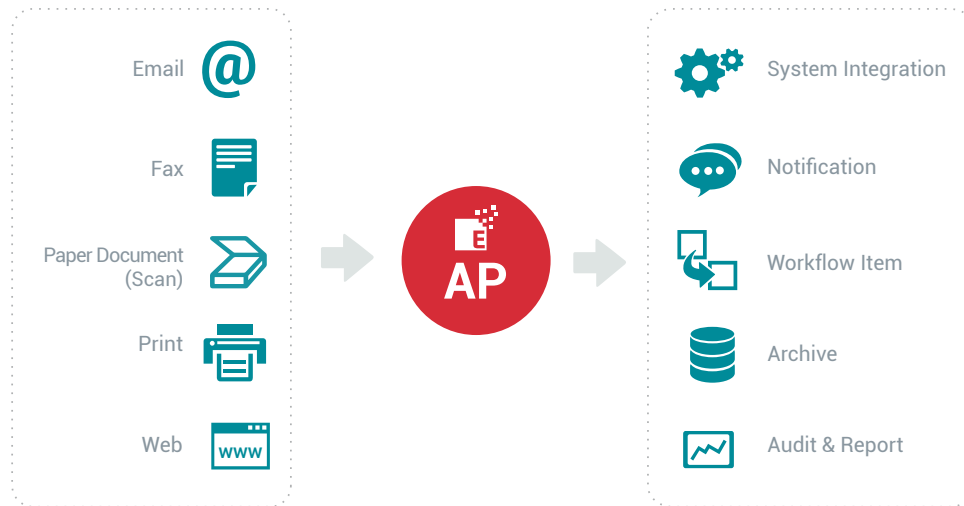 Email
@
Fax
Paper Document
(Scan)
Print
Web
www
E
AP
System Integration
Notification
Workflow Item
Archive
Audit & Report